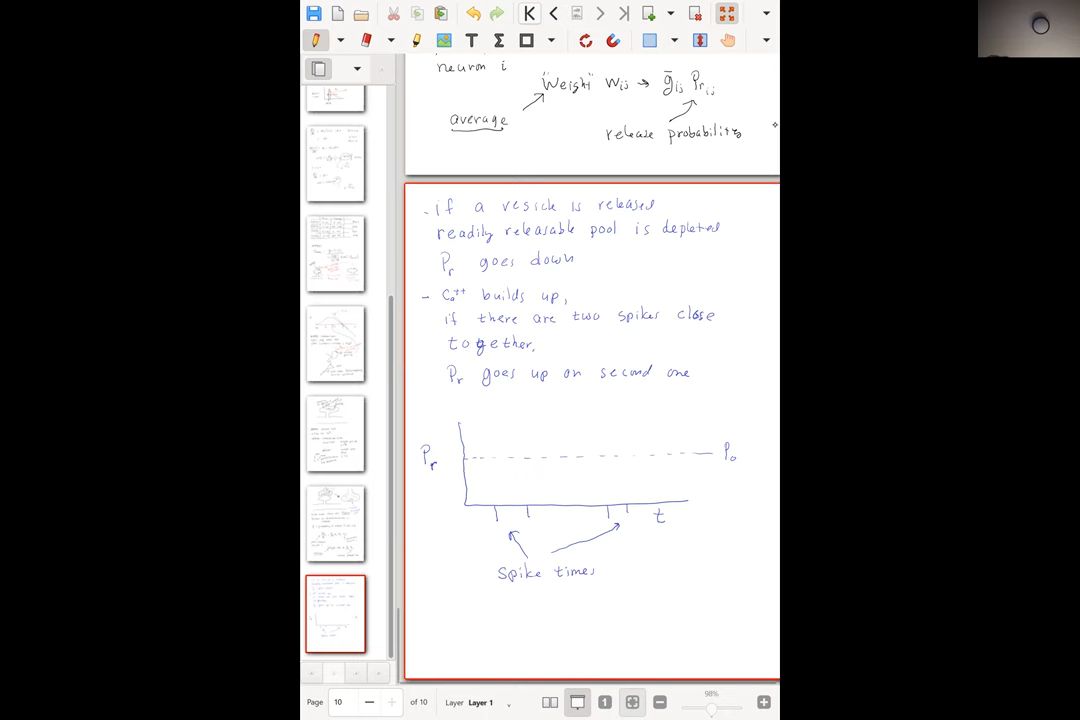 neuron i
"Weight" Wij → ḡij Prij
average
release probability
- if a vesicle is released
readily releasable pool is depleted
Pr goes down
- Ca++ builds up,
if there are two spikes close
together,
Pr goes up on second one
Pr
P0
t
Spike times
Page 10 of 10
Layer Layer 1
1
98%